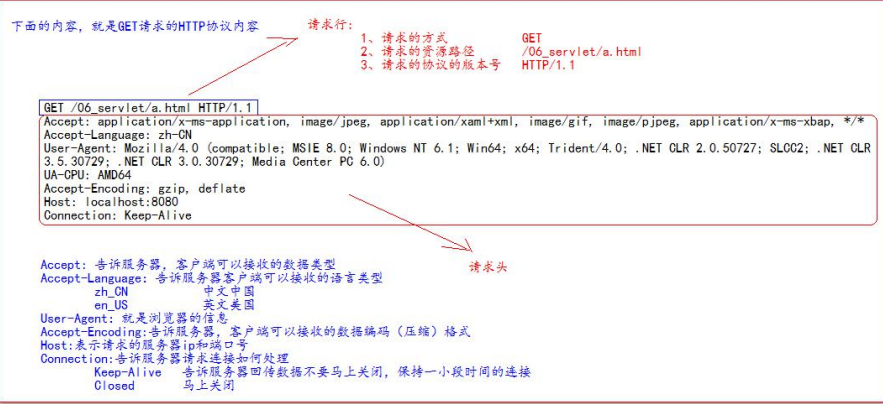 下面的内容，就是GET请求的HTTP协议内容
请求行:
1、请求的方式 GET
2、请求的资源路径 /06_servlet/a.html
3、请求的协议的版本号 HTTP/1.1
GET /06_servlet/a.html HTTP/1.1
Accept: application/x-ms-application, image/jpeg, application/xaml+xml, image/gif, image/pjpeg, application/x-ms-xbap, */*
Accept-Language: zh-CN
User-Agent: Mozilla/4.0 (compatible; MSIE 8.0; Windows NT 6.1; Win64; x64; Trident/4.0; .NET CLR 2.0.50727; SLCC2; .NET CLR
3.5.30729; .NET CLR 3.0.30729; Media Center PC 6.0)
UA-CPU: AMD64
Accept-Encoding: gzip, deflate
Host: localhost:8080
Connection: Keep-Alive
请求头
Accept: 告诉服务器，客户端可以接收的数据类型
Accept-Language: 告诉服务器客户端可以接收的语言类型
zh_CN 中文中国
en_US 英文美国
User-Agent: 就是浏览器的信息
Accept-Encoding:告诉服务器，客户端可以接收的数据编码（压缩）格式
Host:表示请求的服务器ip和端口号
Connection:告诉服务器请求连接如何处理
Keep-Alive 告诉服务器回传数据不要马上关闭，保持一小段时间的连接
Closed 马上关闭